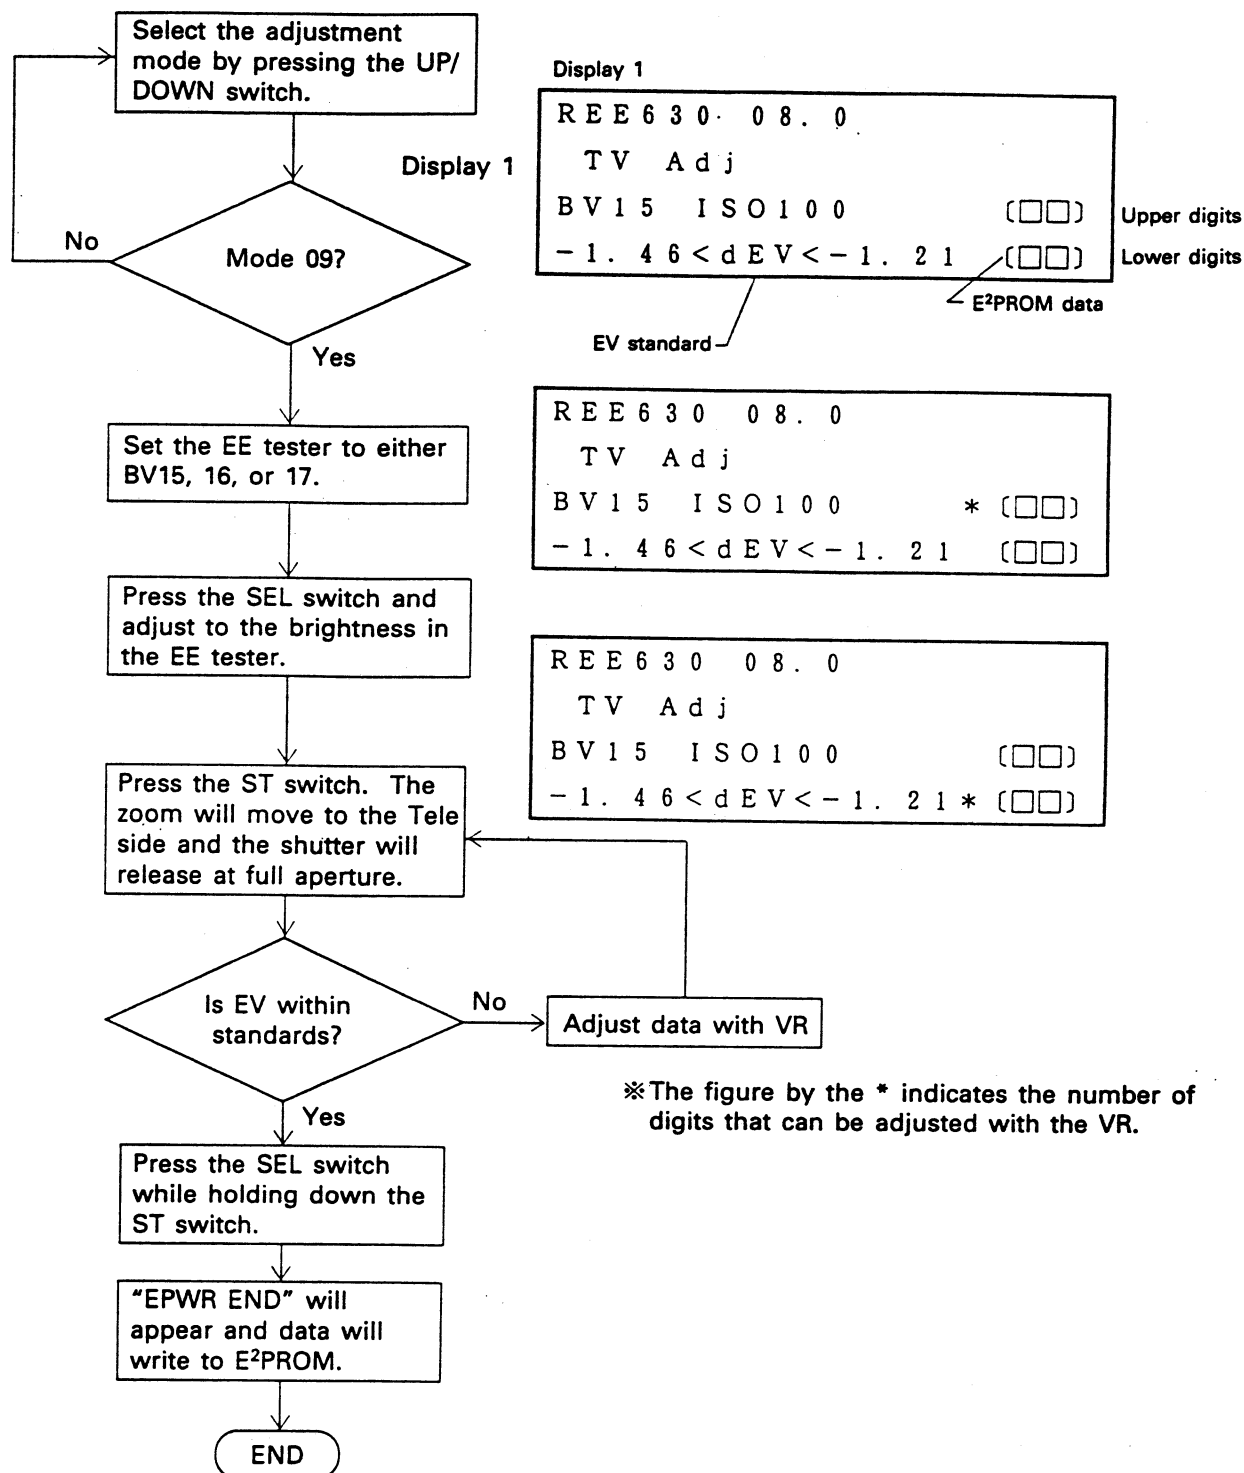 Select the adjustment
mode by pressing the UP/
DOWN switch.
Display 1
Mode 09?
No
Yes
Display 1
REE630 08.0
TV Adj
BV15 ISO100 (□□) Upper digits
-1.46<dEV<-1.21 (□□) Lower digits
E²PROM data
EV standard
Set the EE tester to either
BV15, 16, or 17.
REE630 08.0
TV Adj
BV15 ISO100 * (□□)
-1.46<dEV<-1.21 (□□)
Press the SEL switch and
adjust to the brightness in
the EE tester.
REE630 08.0
TV Adj
BV15 ISO100 (□□)
-1.46<dEV<-1.21* (□□)
Press the ST switch. The
zoom will move to the Tele
side and the shutter will
release at full aperture.
Is EV within
standards?
No
Adjust data with VR
Yes
※The figure by the * indicates the number of
digits that can be adjusted with the VR.
Press the SEL switch
while holding down the
ST switch.
"EPWR END" will
appear and data will
write to E²PROM.
END